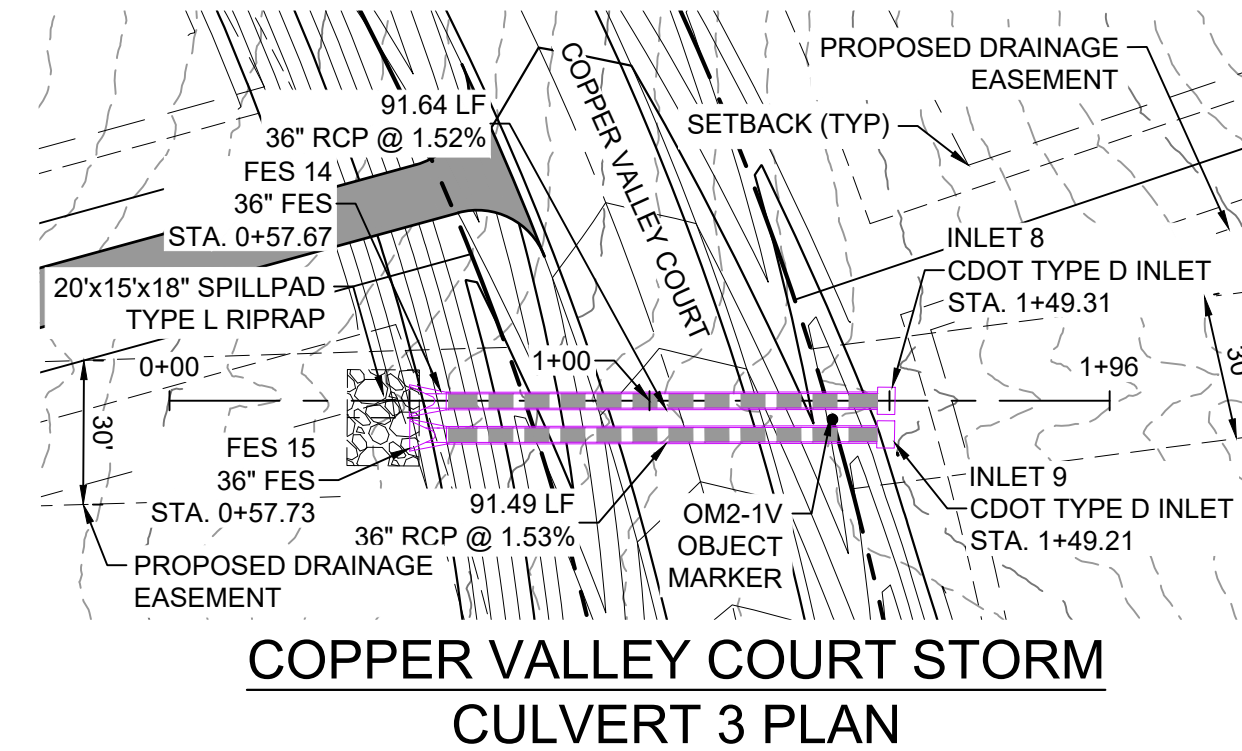 PROPOSED DRAINAGE
EASEMENT
SETBACK (TYP)
COPPER VALLEY COURT
91.64 LF
36" RCP @ 1.52%
FES 14
36" FES
STA. 0+57.67
20'x15'x18" SPILLPAD
TYPE L RIPRAP
INLET 8
CDOT TYPE D INLET
STA. 1+49.31
0+00
1+00
1+96
30'
30'
FES 15
36" FES
STA. 0+57.73
91.49 LF
36" RCP @ 1.53%
OM2-1V
OBJECT
MARKER
INLET 9
CDOT TYPE D INLET
STA. 1+49.21
PROPOSED DRAINAGE
EASEMENT
COPPER VALLEY COURT STORM
CULVERT 3 PLAN